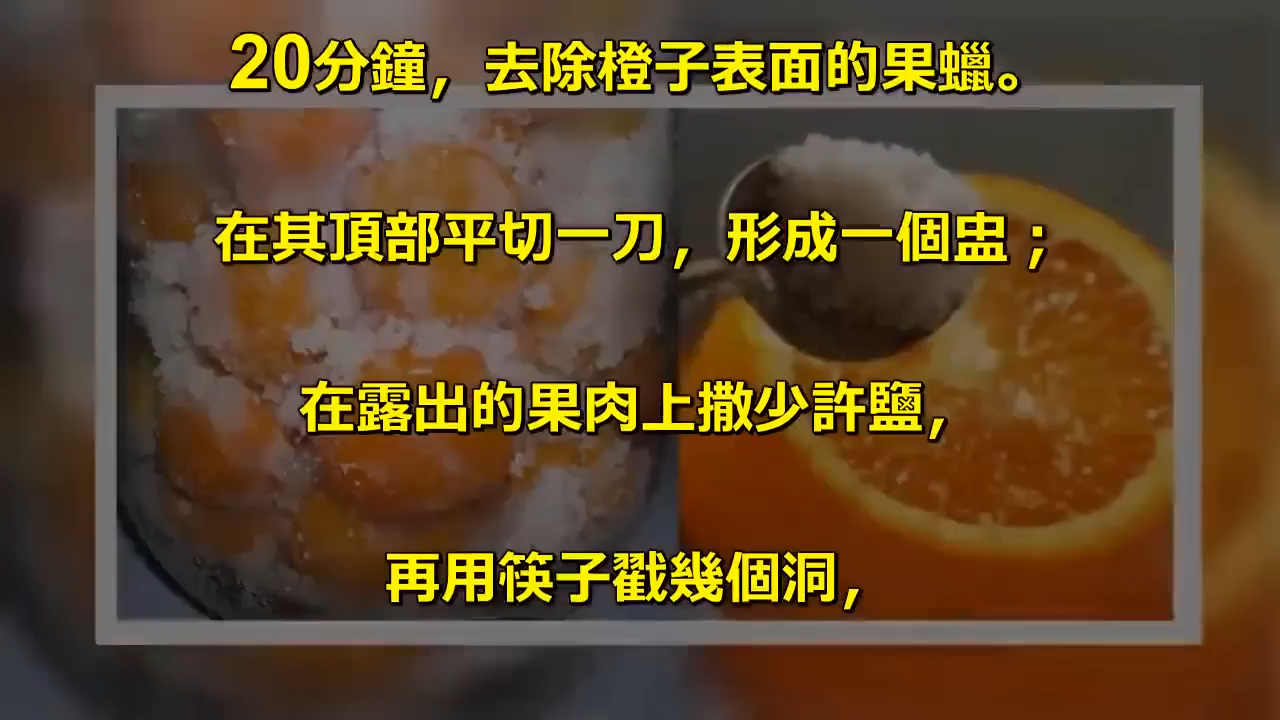 20分鐘，去除橙子表面的果蠟。
在其頂部平切一刀，形成一個盅；
在露出的果肉上撒少許鹽，
再用筷子戳幾個洞，